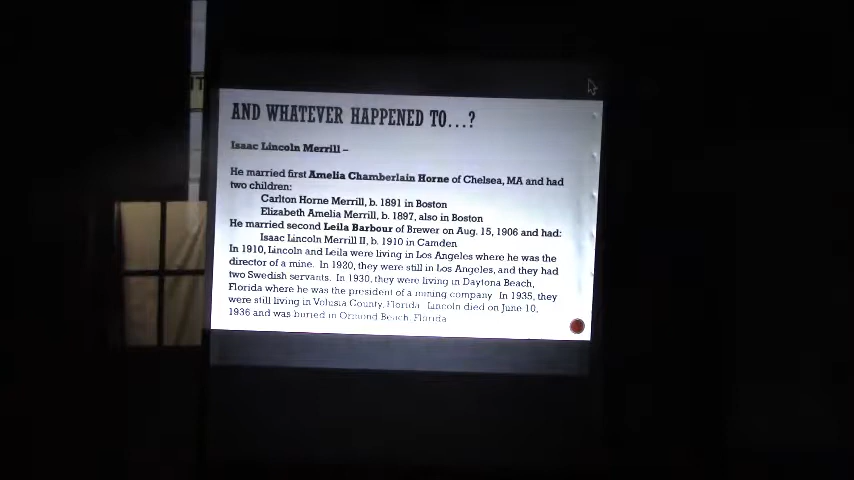 AND WHATEVER HAPPENED TO...?
Isaac Lincoln Merrill –
He married first Amelia Chamberlain Horne of Chelsea, MA and had
two children:
Carlton Horne Merrill, b. 1891 in Boston
Elizabeth Amelia Merrill, b. 1897, also in Boston
He married second Leila Barbour of Brewer on Aug. 15, 1906 and had:
Isaac Lincoln Merrill II, b. 1910 in Camden
In 1910, Lincoln and Leila were living in Los Angeles where he was the
director of a mine. In 1920, they were still in Los Angeles, and they had
two Swedish servants. In 1930, they were living in Daytona Beach,
Florida where he was the president of a mining company. In 1935, they
were still living in Volusia County, Florida. Lincoln died on June 10,
1936 and was buried in Ormond Beach, Florida